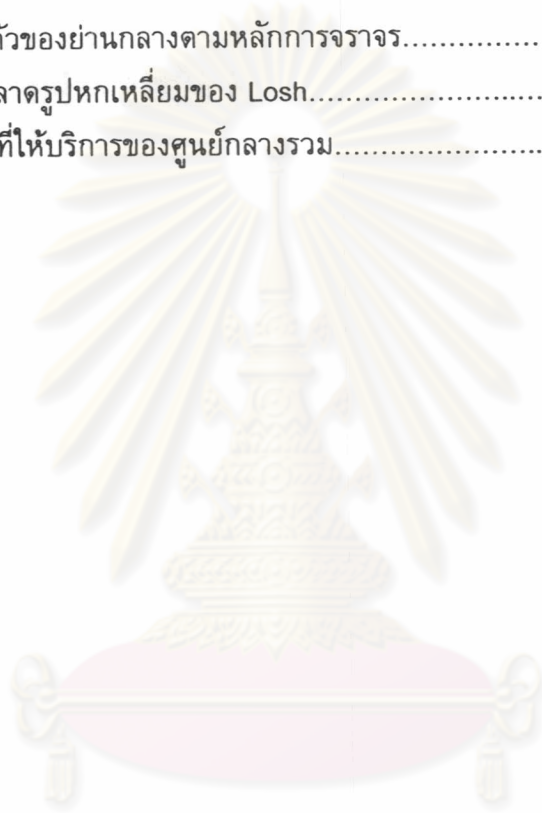 ตัวของย่านกลางตามหลักการจราจร...............
ลาดรูปหกเหลี่ยมของ Losh.........................
ที่ให้บริการของศูนย์กลางรวม.......................